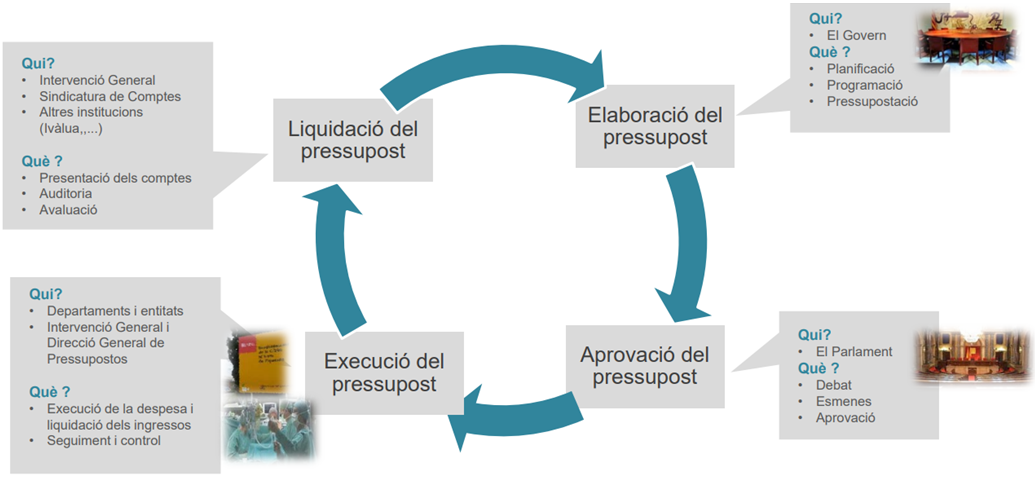 Qui?
• El Govern
Què ?
• Planificació
• Programació
• Pressupostació
Elaboració del
pressupost
Qui?
• Intervenció General
• Sindicatura de Comptes
• Altres institucions
(Ivàlua,,...)
Què ?
• Presentació dels comptes
• Auditoria
• Avaluació
Liquidació del
pressupost
Qui?
• Departaments i entitats
• Intervenció General i
Direcció General de
Pressupostos
Què ?
• Execució de la despesa i
liquidació dels ingressos
• Seguiment i control
Execució del
pressupost
Aprovació del
pressupost
Qui?
• El Parlament
Què ?
• Debat
• Esmenes
• Aprovació